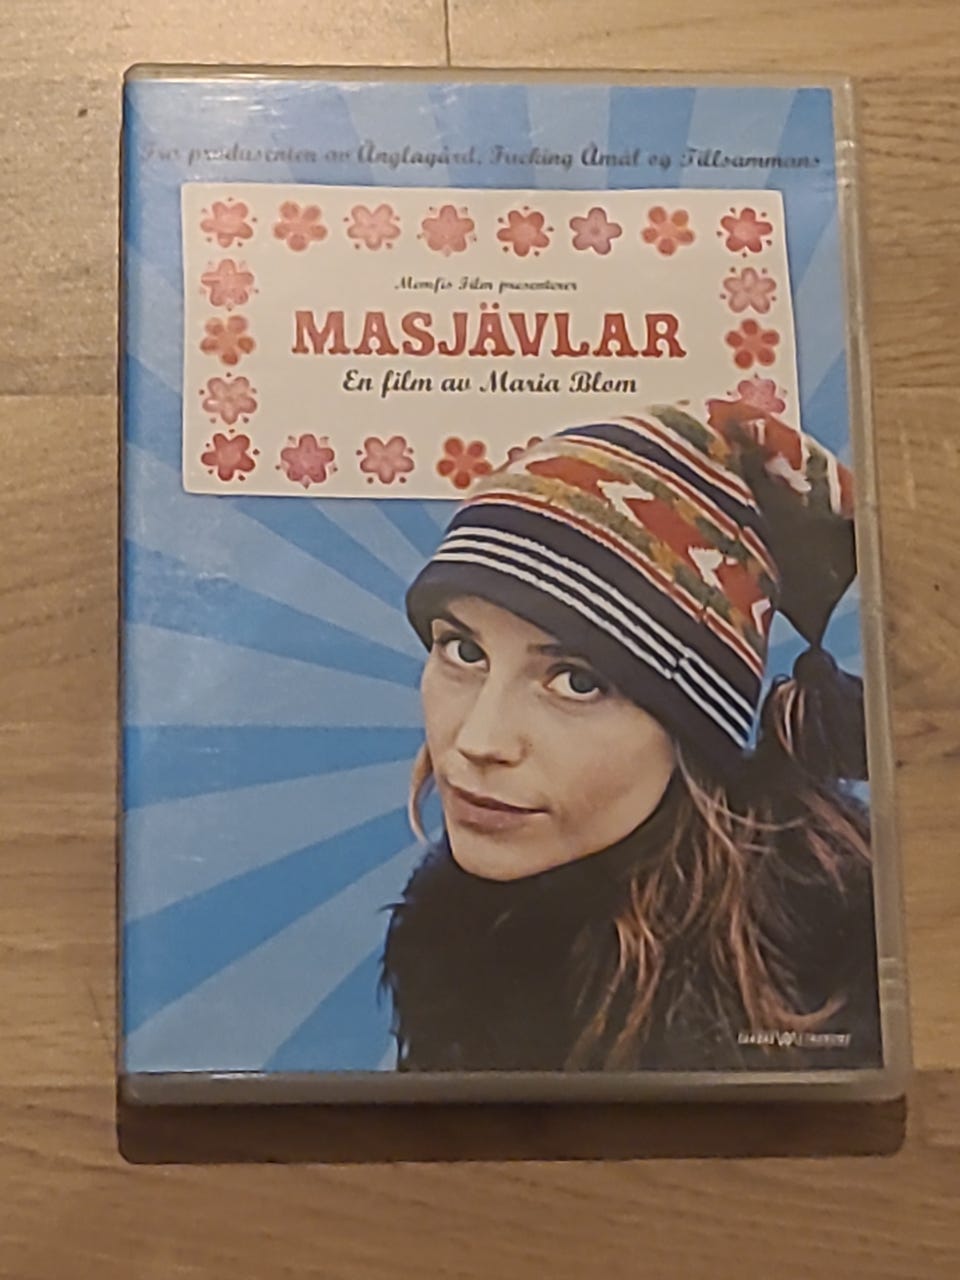 Fra produsenten av Änglagård, Fucking Åmål og Tillsammans
Memfis Film presenterer
MASJÄVLAR
En film av Maria Blom